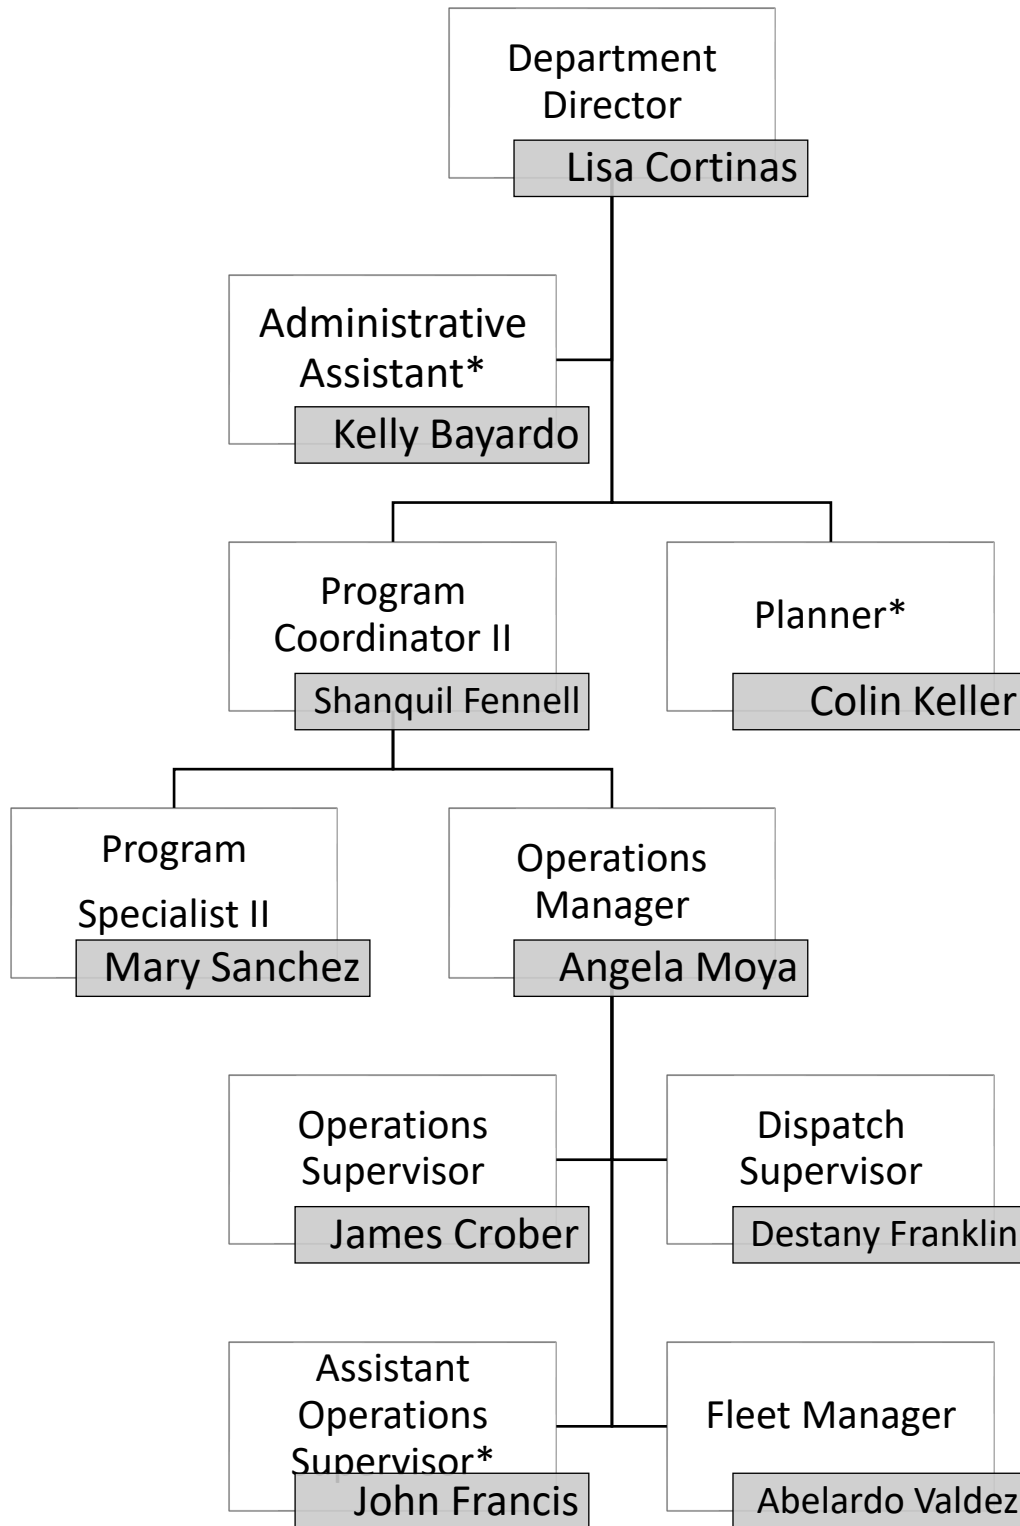 Department
Director
Lisa Cortinas
Administrative
Assistant*
Kelly Bayardo
Program
Coordinator II
Shanquil Fennell
Planner*
Colin Keller
Program
Specialist II
Mary Sanchez
Operations
Manager
Angela Moya
Operations
Supervisor
James Crober
Dispatch
Supervisor
Destany Franklin
Assistant
Operations
Supervisor*
John Francis
Fleet Manager
Abelardo Valdez